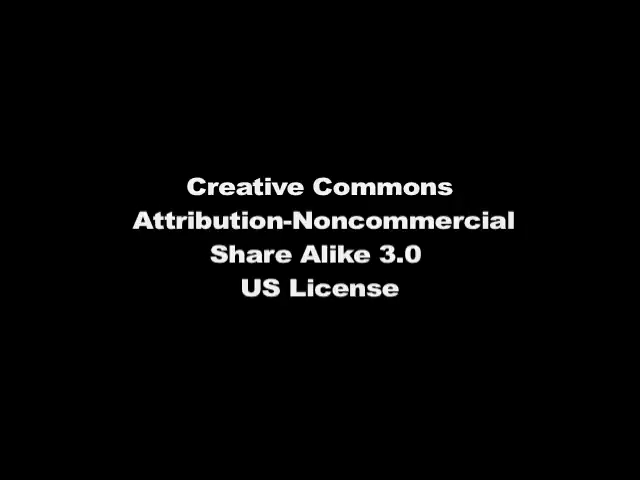 Creative Commons
Attribution-Noncommercial
Share Alike 3.0
US License